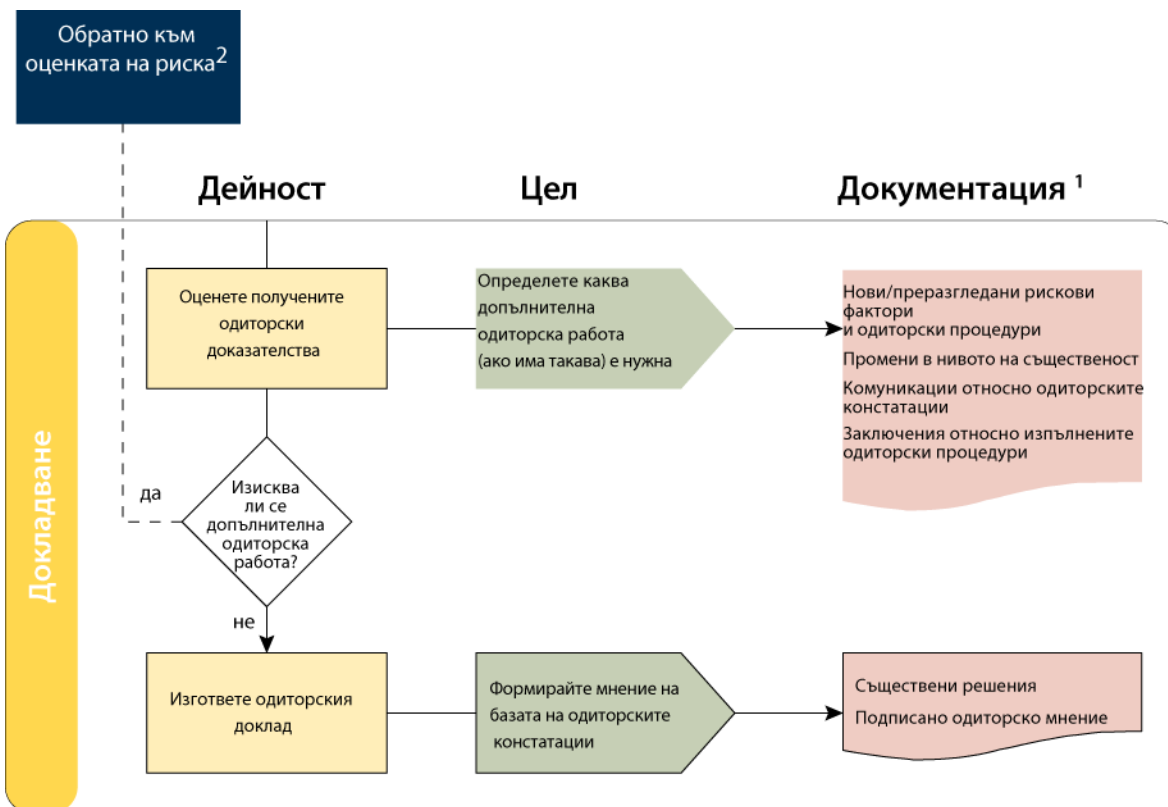 Обратно към
оценката на риска2
Дейност
Цел
Документация 1
Докладване
Оценете получените
одиторски
доказателства
Определете каква
допълнителна
одиторска работа
(ако има такава) е нужна
Нови/преразгледани рискови
фактори
и одиторски процедури
Промени в нивото на същественост
Комуникации относно одиторските
констатации
Заключения относно изпълнените
одиторски процедури
да
Изисква
ли се
допълнителна
одиторска
работа?
не
Изгответе одиторския
доклад
Формирайте мнение на
базата на одиторските
констатации
Съществени решения
Подписано одиторско мнение